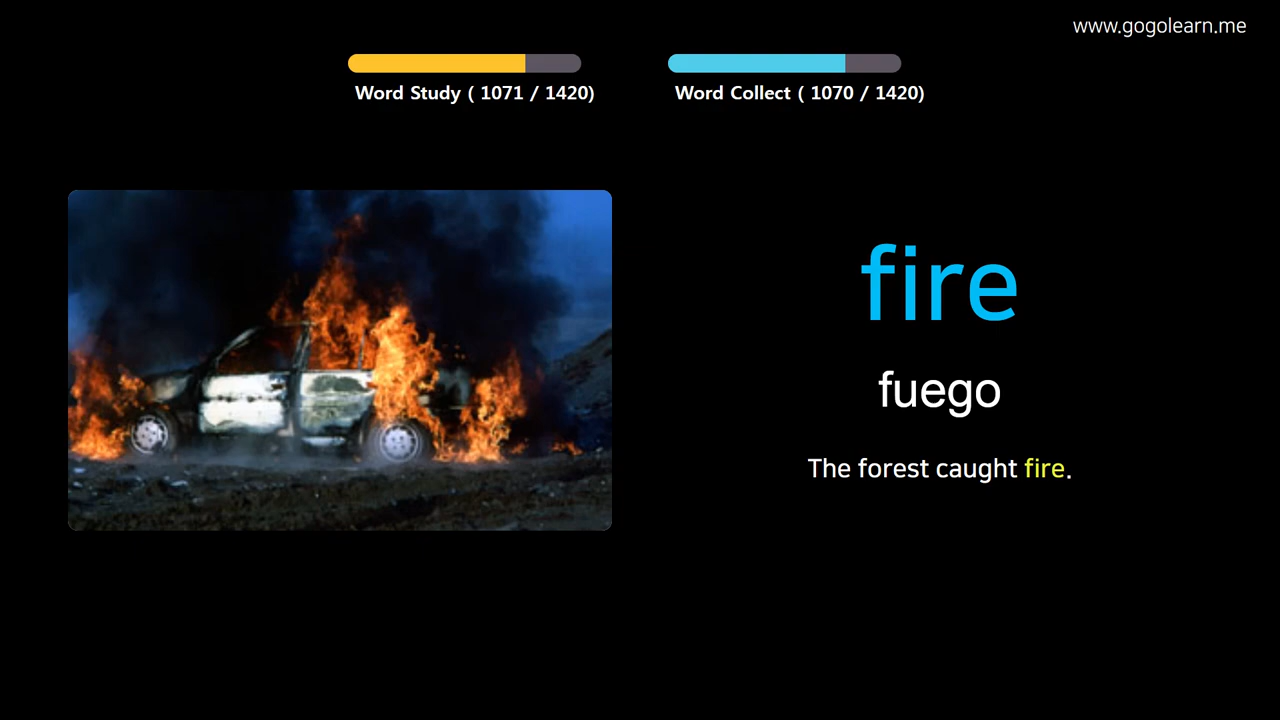 www.gogolearn.me
Word Study ( 1071 / 1420)
Word Collect ( 1070 / 1420)
fire
fuego
The forest caught fire.